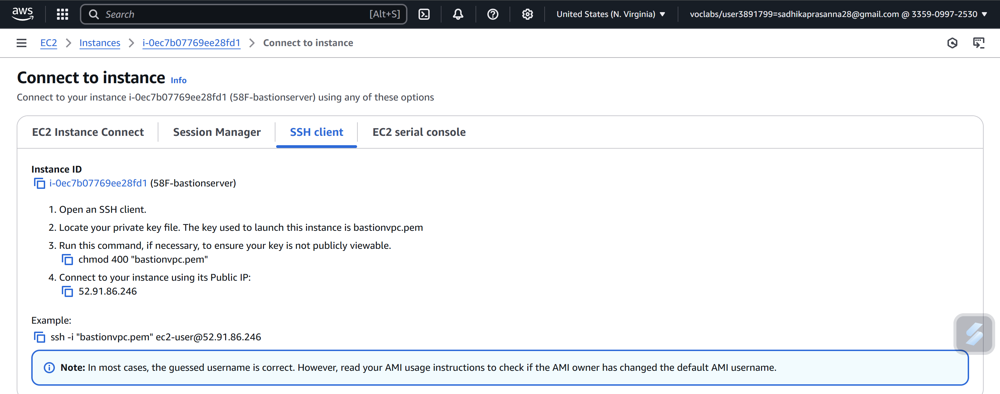 aws
Search [Alt+S] United States (N. Virginia) voclabs/user3891799=sadhikaprasanna28@gmail.com @ 3359-0997-2530
EC2 Instances i-0ec7b07769ee28fd1 Connect to instance
Connect to instance Info
Connect to your instance i-0ec7b07769ee28fd1 (58F-bastionserver) using any of these options
EC2 Instance Connect Session Manager SSH client EC2 serial console
Instance ID
i-0ec7b07769ee28fd1 (58F-bastionserver)
1. Open an SSH client.
2. Locate your private key file. The key used to launch this instance is bastionvpc.pem
3. Run this command, if necessary, to ensure your key is not publicly viewable.
chmod 400 "bastionvpc.pem"
4. Connect to your instance using its Public IP:
52.91.86.246
Example:
ssh -i "bastionvpc.pem" ec2-user@52.91.86.246
Note: In most cases, the guessed username is correct. However, read your AMI usage instructions to check if the AMI owner has changed the default AMI username.